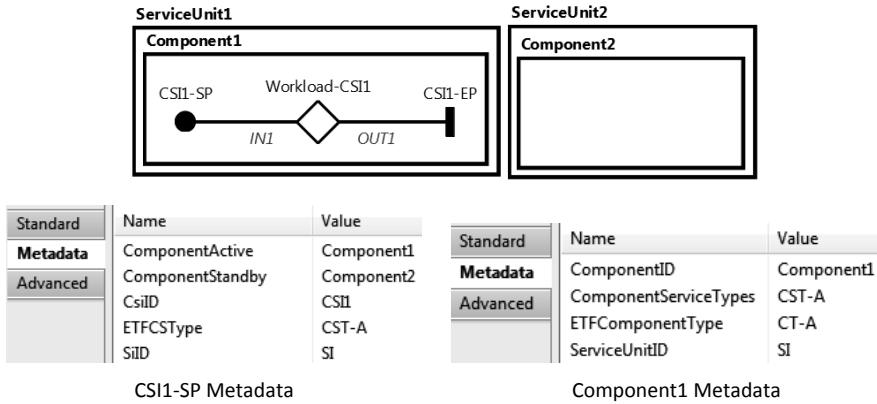 ServiceUnit1
Component1
CSI1-SP
Workload-CSI1
CSI1-EP
IN1
OUT1
ServiceUnit2
Component2
Standard
Metadata
Advanced
Name Value
ComponentActive Component1
ComponentStandby Component2
CsiID CSI1
ETFCSType CST-A
SiID SI
Standard
Metadata
Advanced
Name Value
ComponentID Component1
ComponentServiceTypes CST-A
ETFComponentType CT-A
ServiceUnitID SI
CSI1-SP Metadata
Component1 Metadata